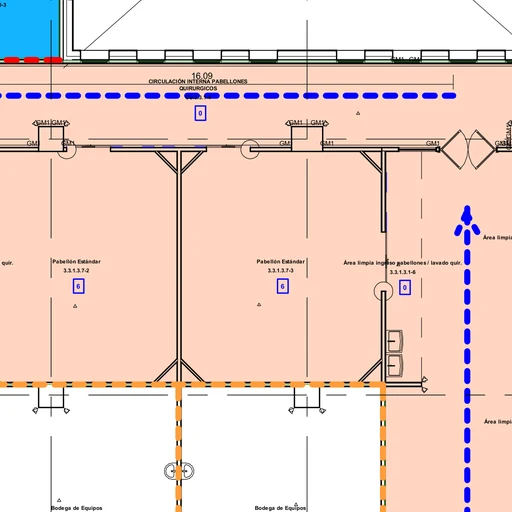 -3
16.09
CIRCULACIÓN INTERNA PABELLONES
QUIRURGICOS
0
GM1 GM1
GM1 GM1
GM1
GM1
GM1
GM1
GM1
Área limpia
quir.
Pabellón Estándar
3.3.1.3.7-2
6
Pabellón Estándar
3.3.1.3.7-3
6
Área limpia ingreso pabellones / lavado quir.
3.3.1.3.1-6
0
Área limpia
Bodega de Equipos
Bodega de Equipos